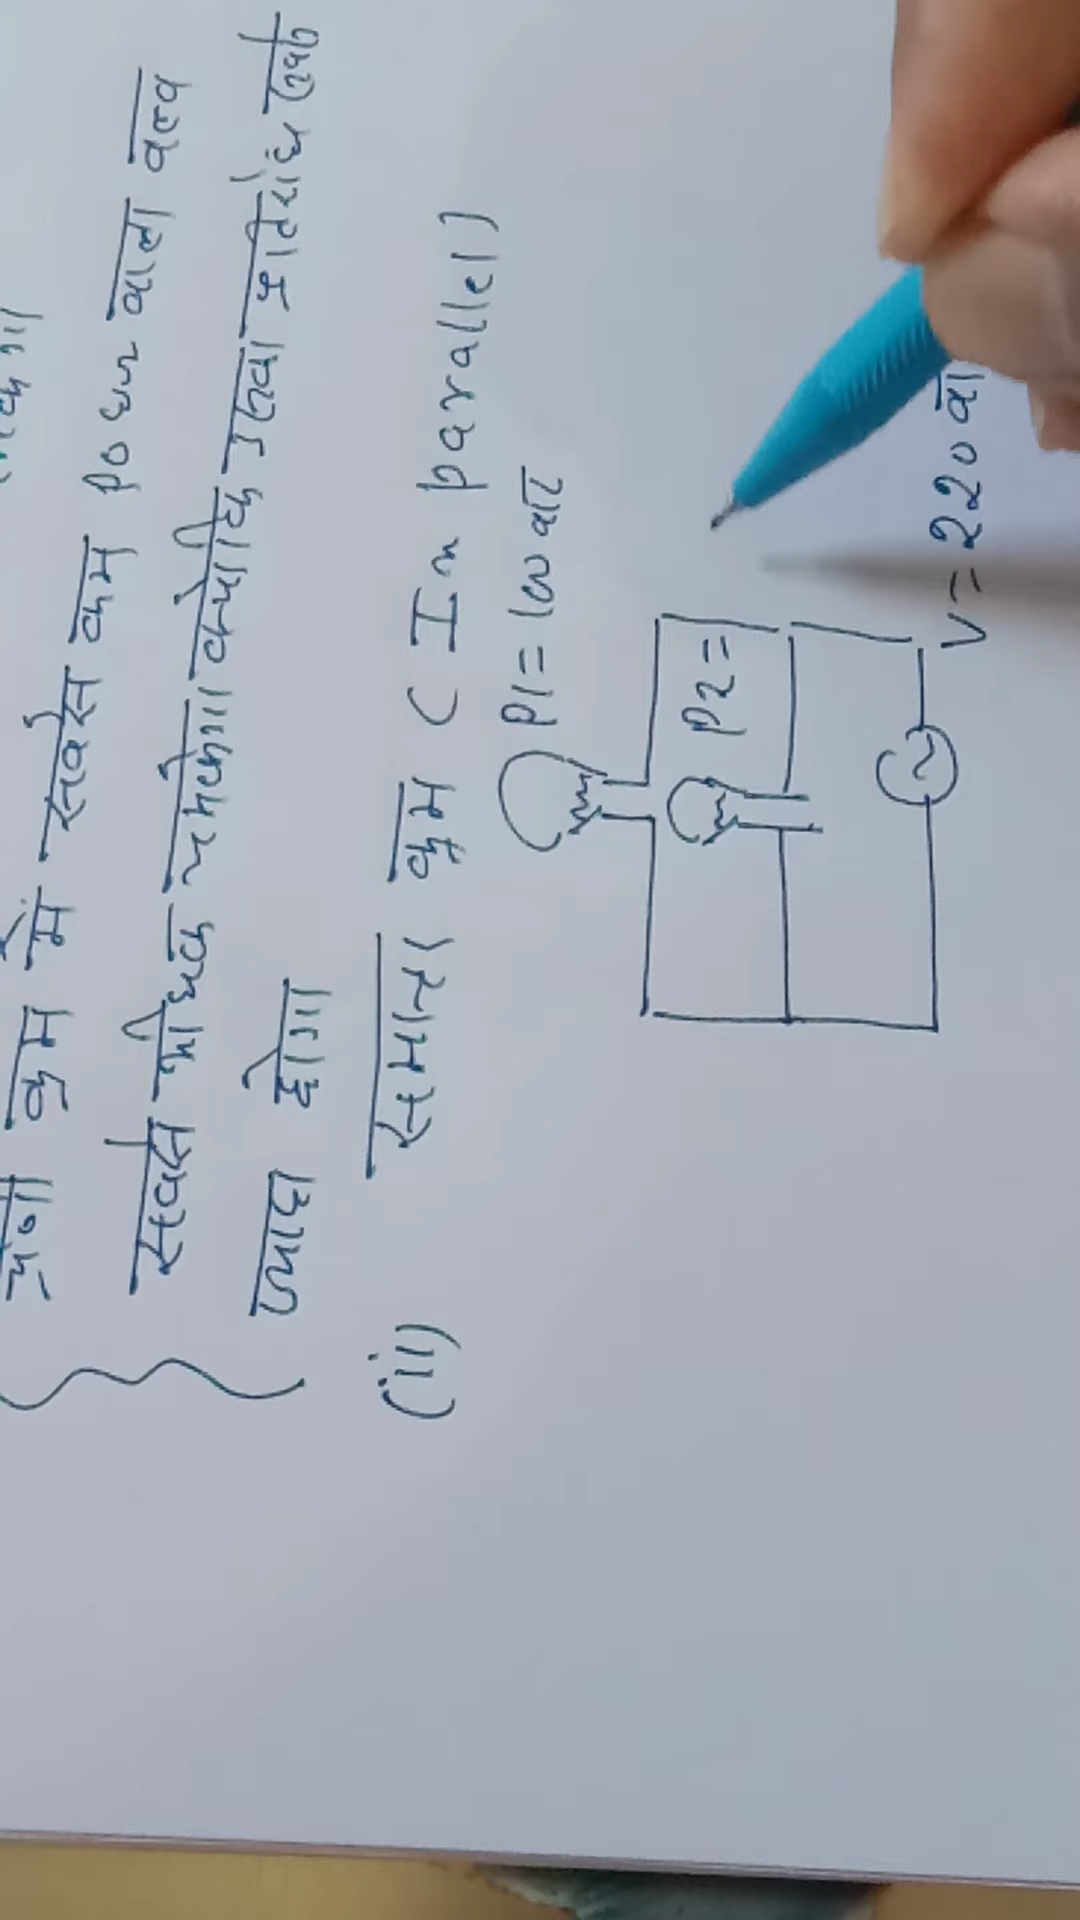 श्रेणी क्रम में सबसे कम Power वाला बल्ब
सबसे अधिक चमकेगा क्योंकि उसका प्रतिरोध सबसे
ज्यादा होगा
(ii) समान्तर क्रम ( In parallel)
P1 = 100 वाट
P2 =
V = 220 वो